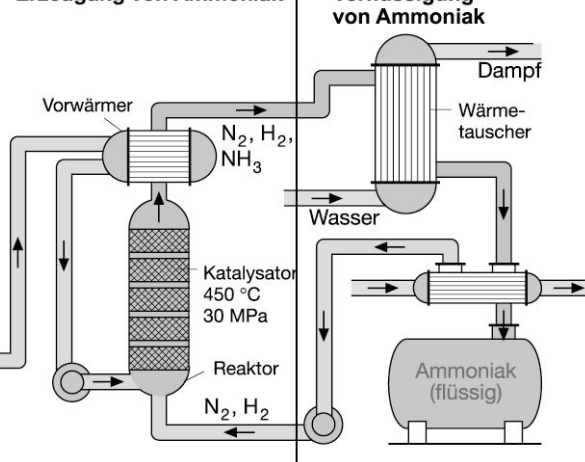 Erzeugung von Ammoniak
Verflüssigung
von Ammoniak
Dampf
Vorwärmer
Wärme-
tauscher
N₂, H₂,
NH₃
Wasser
Katalysator
450 °C
30 MPa
Reaktor
Ammoniak
(flüssig)
N₂, H₂